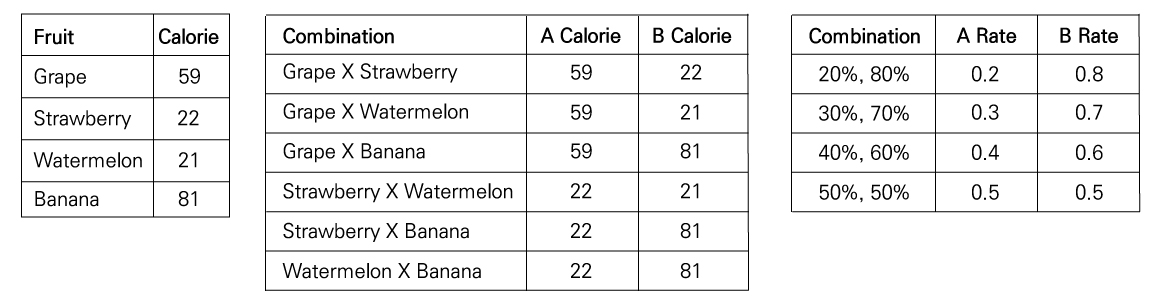 Fruit Calorie
Grape 59
Strawberry 22
Watermelon 21
Banana 81
Combination A Calorie B Calorie
Grape X Strawberry 59 22
Grape X Watermelon 59 21
Grape X Banana 59 81
Strawberry X Watermelon 22 21
Strawberry X Banana 22 81
Watermelon X Banana 22 81
Combination A Rate B Rate
20%, 80% 0.2 0.8
30%, 70% 0.3 0.7
40%, 60% 0.4 0.6
50%, 50% 0.5 0.5